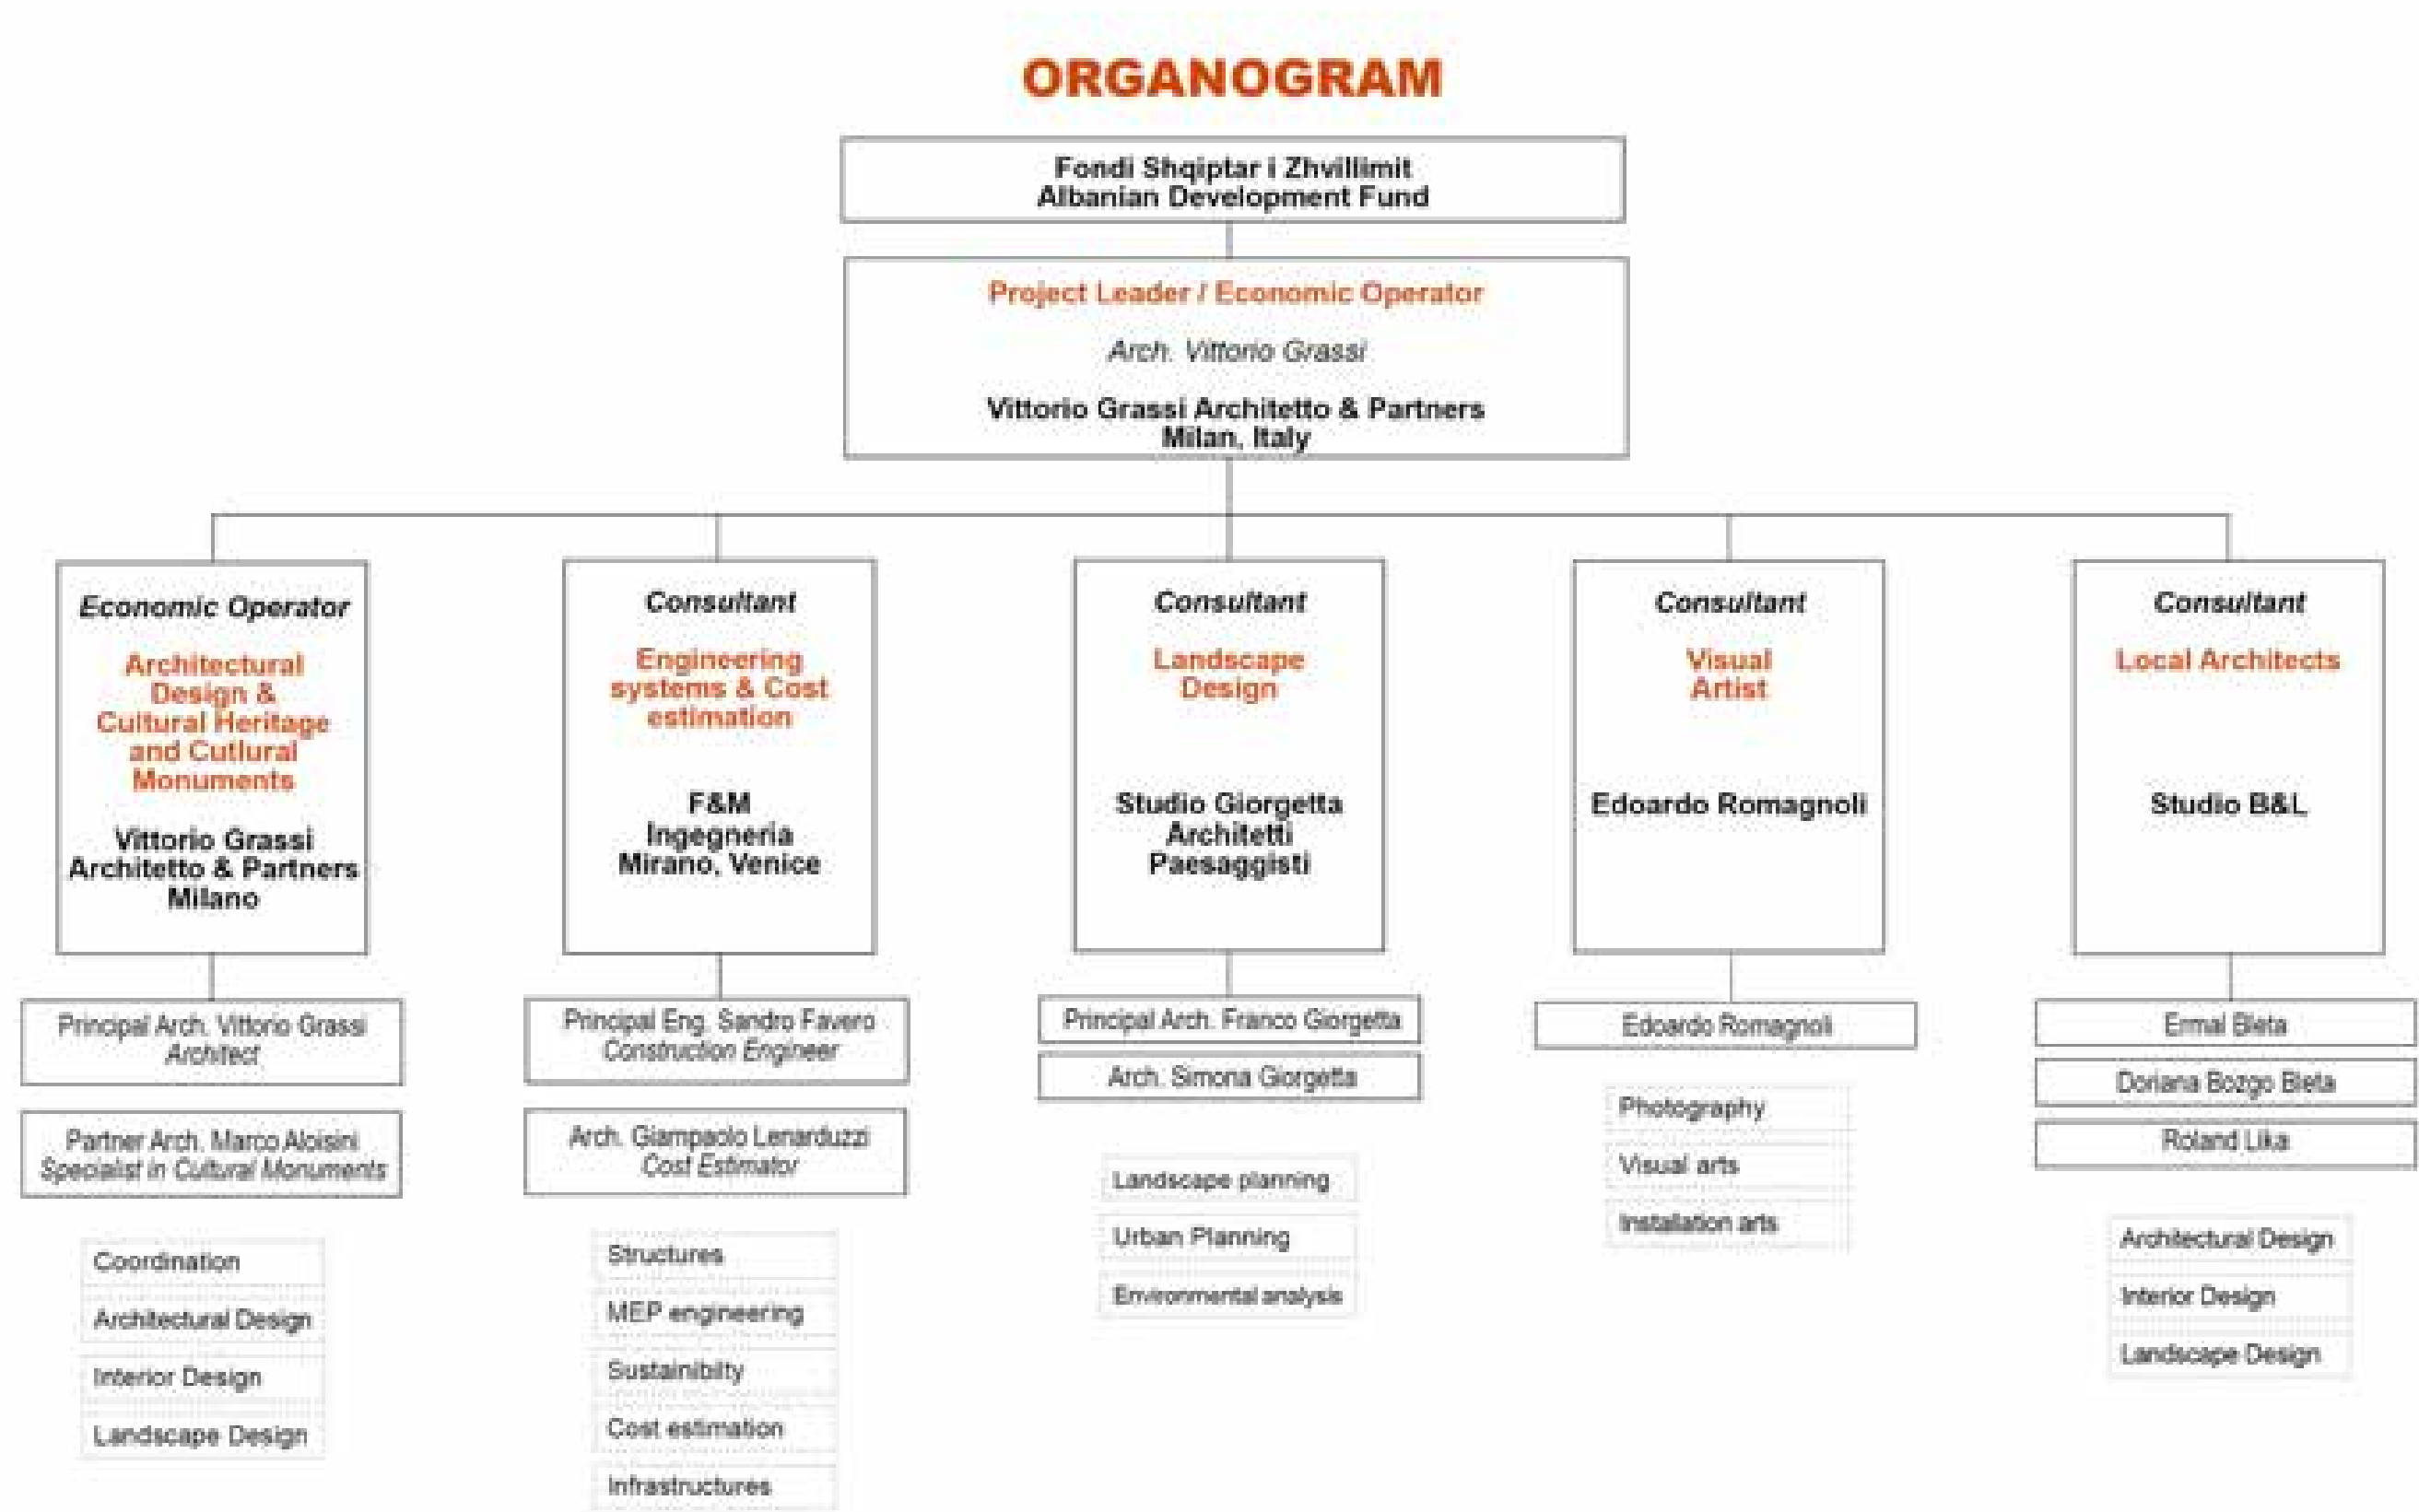 ORGANOGRAM
Fondi Shqiptar i Zhvillimit
Albanian Development Fund
Project Leader / Economic Operator
Arch. Vittorio Grassi
Vittorio Grassi Architetto & Partners
Milan, Italy
Economic Operator
Architectural
Design &
Cultural Heritage
and Cutlural
Monuments
Vittorio Grassi
Architetto & Partners
Milano
Principal Arch. Vittorio Grassi
Architect
Partner Arch. Marco Aloisini
Specialist in Cultural Monuments
Coordination
Architectural Design
Interior Design
Landscape Design
Consultant
Engineering
systems & Cost
estimation
F&M
Ingegneria
Mirano, Venice
Principal Eng. Sandro Favero
Construction Engineer
Arch. Giampaolo Lenarduzzi
Cost Estimator
Structures
MEP engineering
Sustainibilty
Cost estimation
Infrastructures
Consultant
Landscape
Design
Studio Giorgetta
Architetti
Paesaggisti
Principal Arch. Franco Giorgetta
Arch. Simona Giorgetta
Landscape planning
Urban Planning
Environmental analysis
Consultant
Visual
Artist
Edoardo Romagnoli
Edoardo Romagnoli
Photography
Visual arts
Installation arts
Consultant
Local Architects
Studio B&L
Ermal Bleta
Doriana Bozgo Bleta
Roland Lika
Architectural Design
Interior Design
Landscape Design